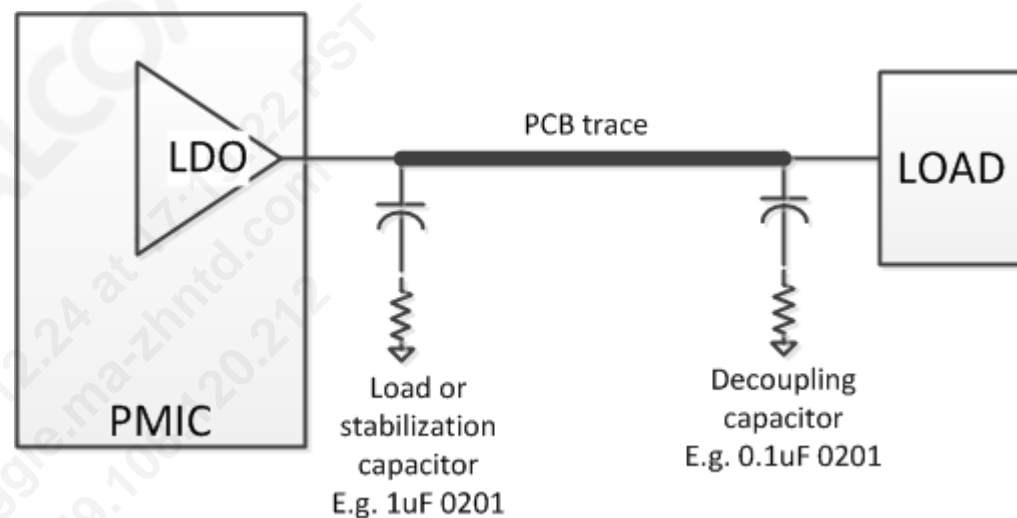 PCB trace
LDO
LOAD
PMIC
Load or
stabilization
capacitor
E.g. 1uF 0201
Decoupling
capacitor
E.g. 0.1uF 0201